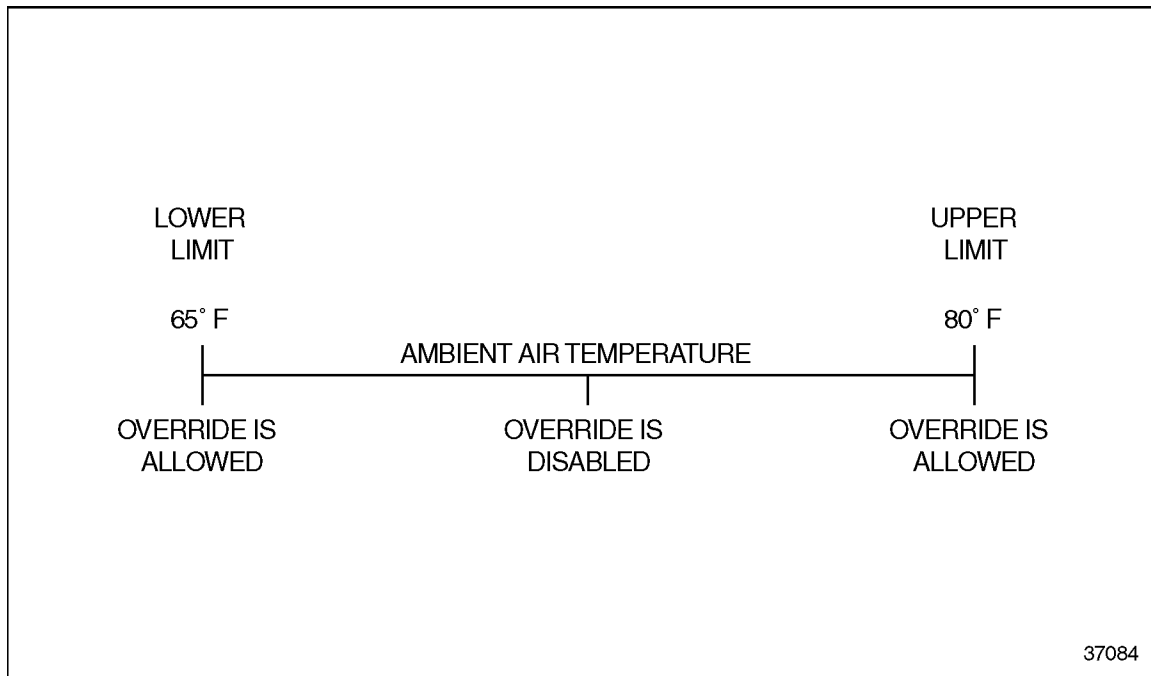 LOWER
LIMIT
UPPER
LIMIT
65° F
80° F
AMBIENT AIR TEMPERATURE
OVERRIDE IS
ALLOWED
OVERRIDE IS
DISABLED
OVERRIDE IS
ALLOWED
37084